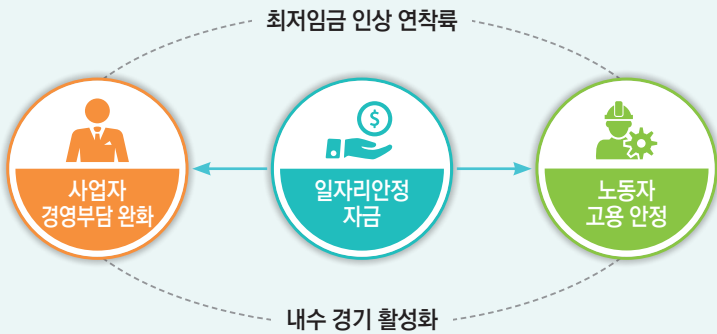 최저임금 인상 연착륙
$
사업자
경영부담 완화
일자리안정
자금
노동자
고용 안정
내수 경기 활성화